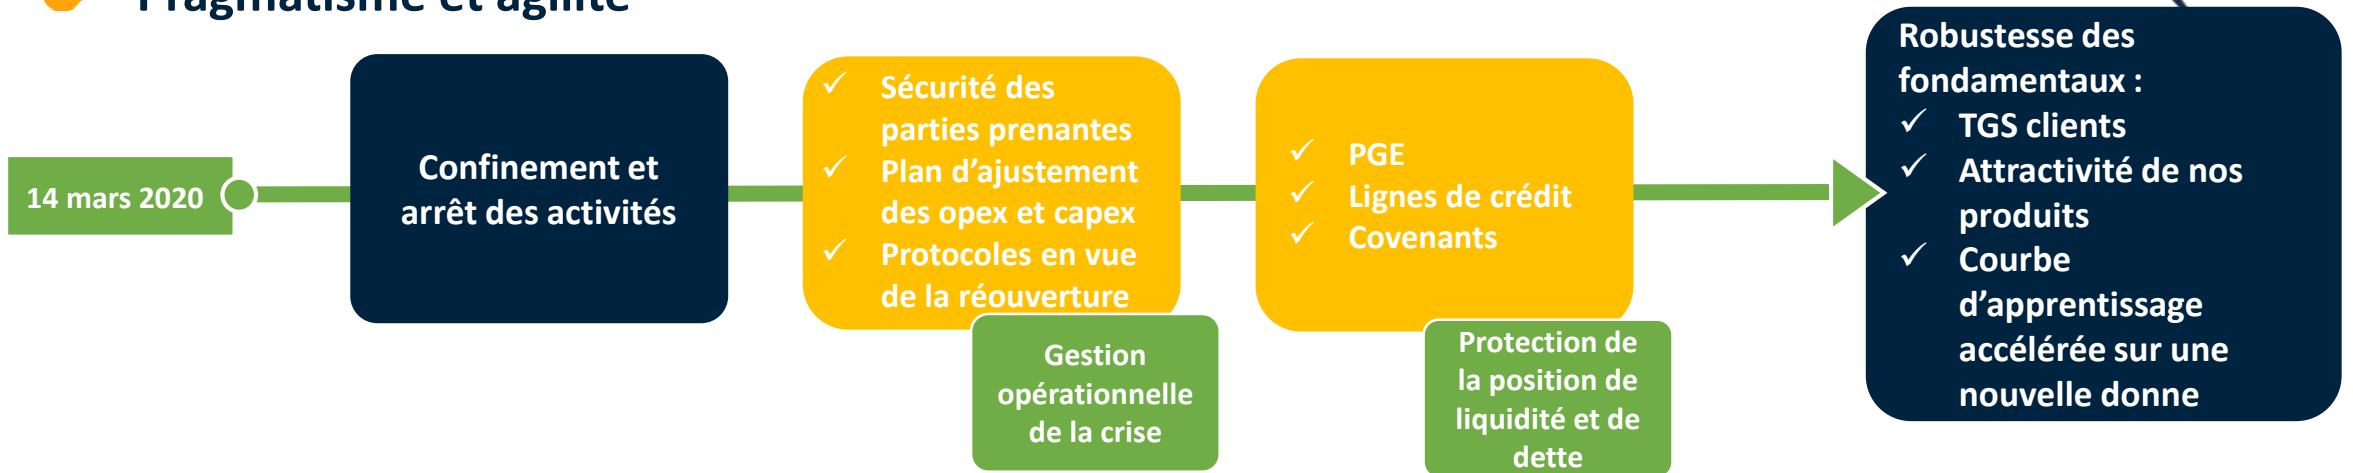 Pragmatisme et agilité
14 mars 2020
Confinement et
arrêt des activités
✓ Sécurité des
parties prenantes
✓ Plan d’ajustement
des opex et capex
✓ Protocoles en vue
de la réouverture
Gestion
opérationnelle
de la crise
✓ PGE
✓ Lignes de crédit
✓ Covenants
Protection de
la position de
liquidité et de
dette
Robustesse des
fondamentaux :
✓ TGS clients
✓ Attractivité de nos
produits
✓ Courbe
d’apprentissage
accélérée sur une
nouvelle donne